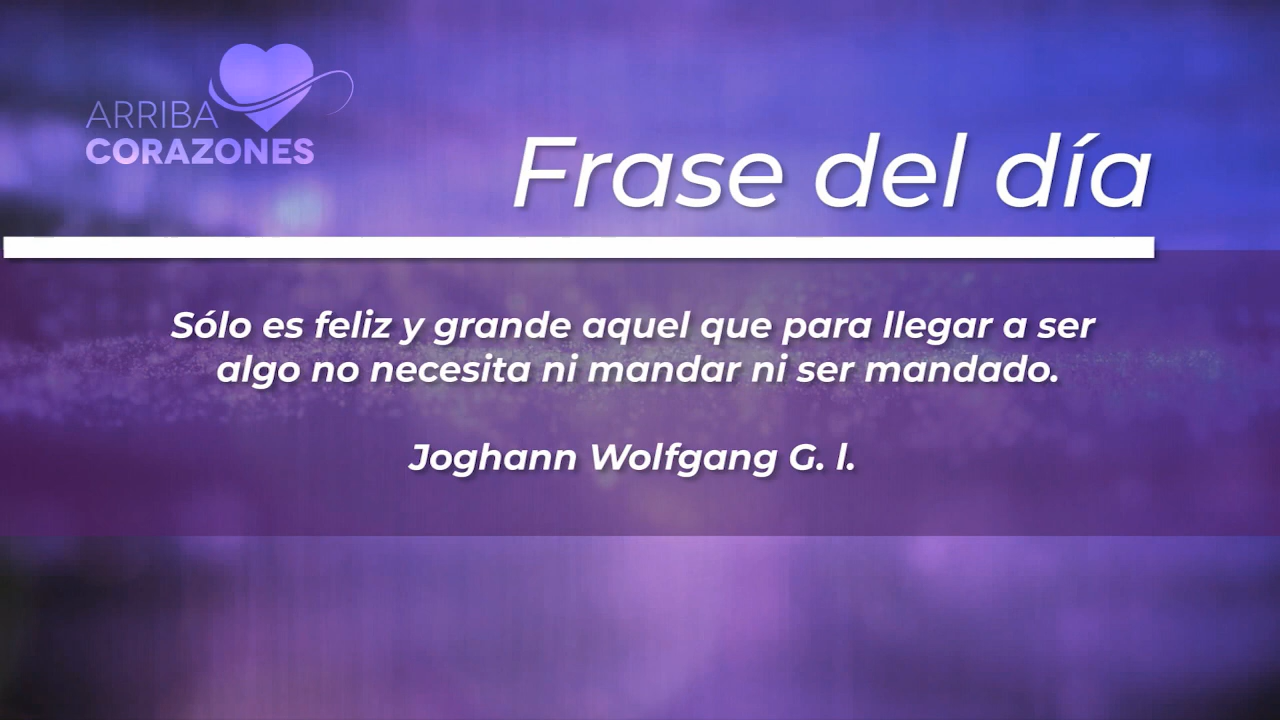 ARRIBA
CORAZONES
Frase del día
Sólo es feliz y grande aquel que para llegar a ser
algo no necesita ni mandar ni ser mandado.
Joghann Wolfgang G. l.